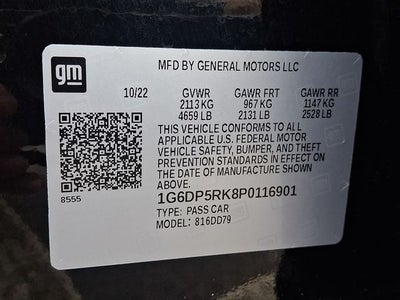 gm
MFD BY GENERAL MOTORS LLC
10/22 GVWR GAWR FRT GAWR RR
2113 KG 967 KG 1147 KG
4659 LB 2131 LB 2528 LB
THIS VEHICLE CONFORMS TO ALL
APPLICABLE U.S. FEDERAL MOTOR
VEHICLE SAFETY, BUMPER, AND THEFT
PREVENTION STANDARDS IN EFFECT ON
THE DATE OF MANUFACTURE SHOWN
ABOVE.
8555
1G6DP5RK8P0116901
TYPE: PASS CAR
MODEL: 816DD79